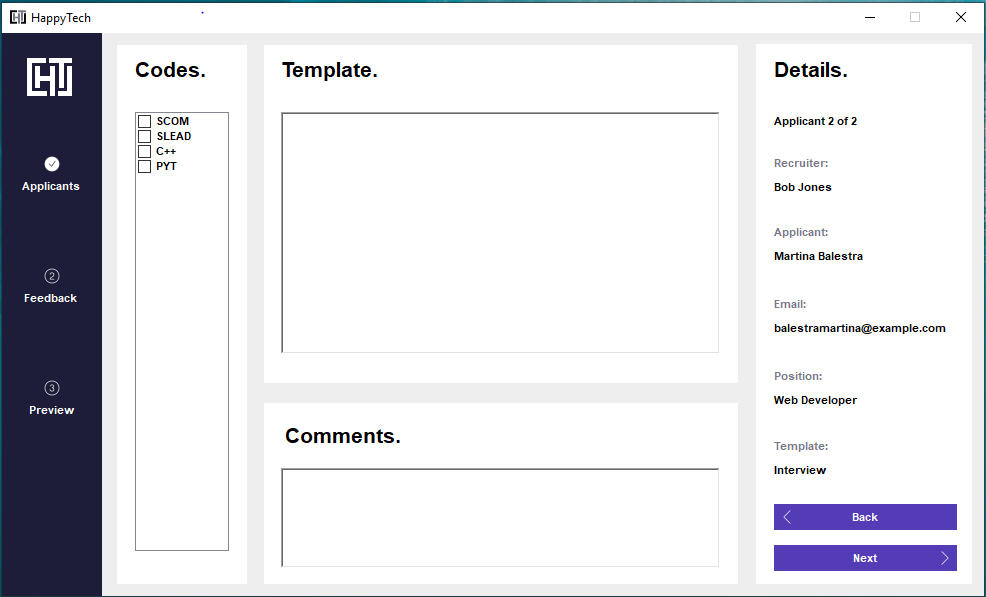 HappyTech
HT
Applicants
2
Feedback
3
Preview
Codes.
SCOM
SLEAD
C++
PYT
Template.
Comments.
Details.
Applicant 2 of 2
Recruiter:
Bob Jones
Applicant:
Martina Balestra
Email:
balestramartina@example.com
Position:
Web Developer
Template:
Interview
Back
Next